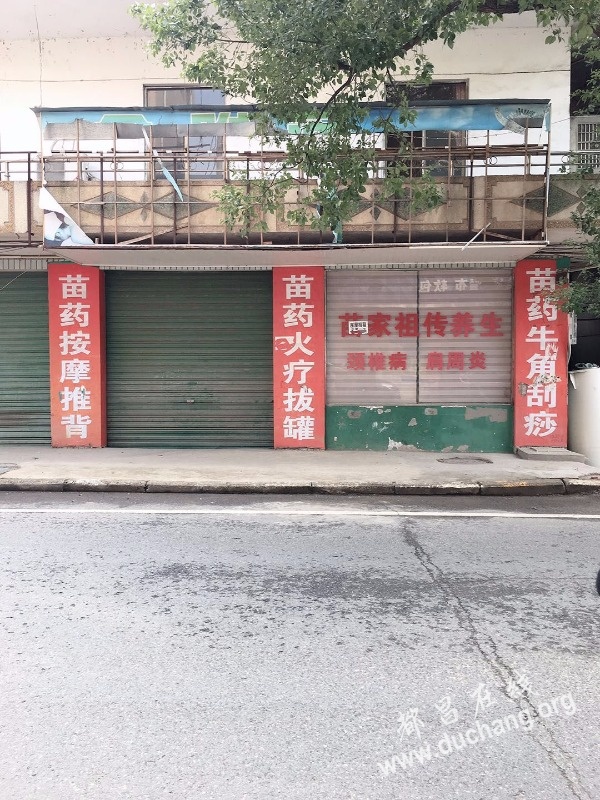 苗药按摩推背
苗药火疗拔罐
苗家祖传养生
颈椎病 肩周炎
苗药牛角刮痧
都昌在线
www.duchang.org